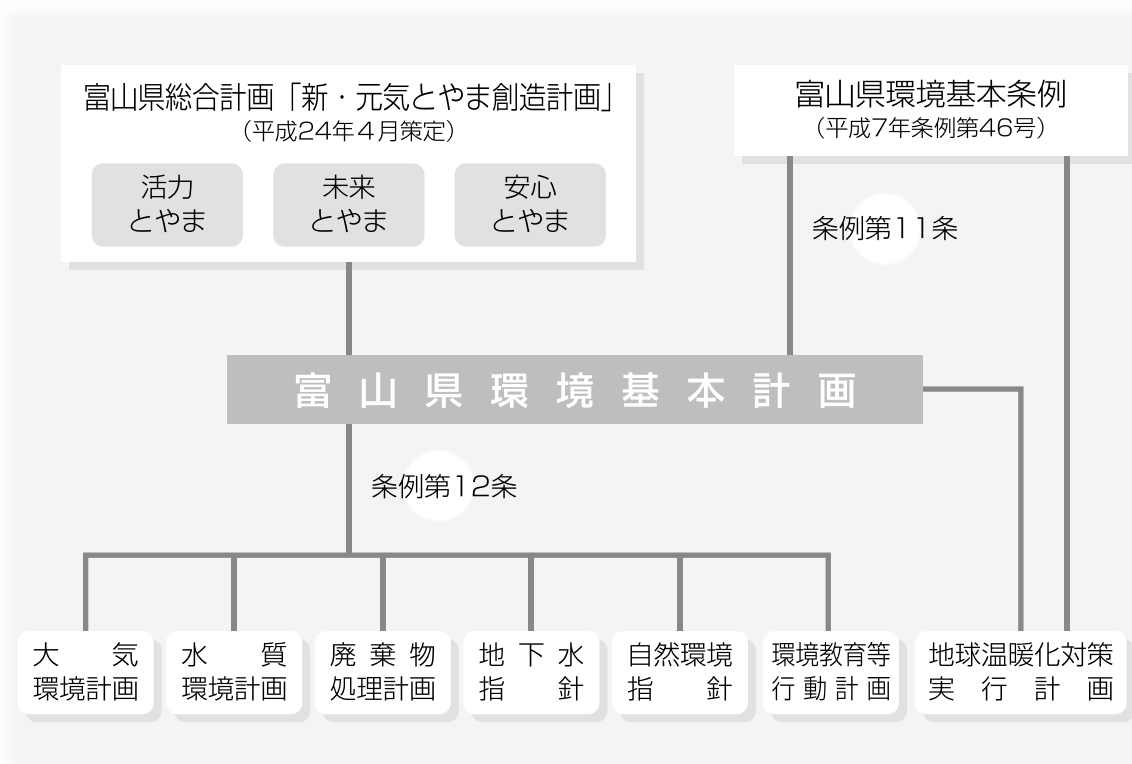 富山県総合計画「新・元気とやま創造計画」
(平成24年4月策定)
活力
とやま
未来
とやま
安心
とやま
富山県環境基本条例
(平成7年条例第46号)
条例第11条
富山県環境基本計画
条例第12条
大気
環境計画
水質
環境計画
廃棄物
処理計画
地下水
指針
自然環境
指針
環境教育等
行動計画
地球温暖化対策
実行計画